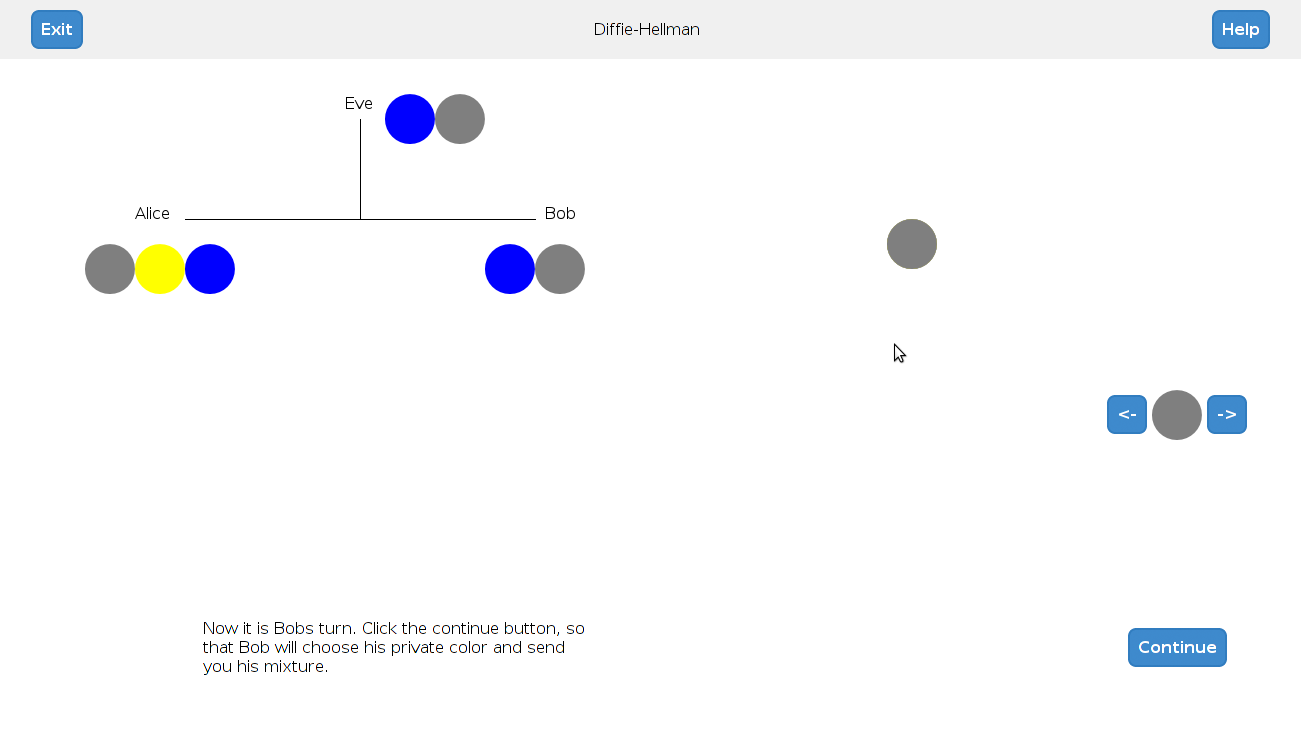 Exit
Diffie-Hellman
Help
Eve
Alice
Bob
<-
->
Now it is Bobs turn. Click the continue button, so
that Bob will choose his private color and send
you his mixture.
Continue